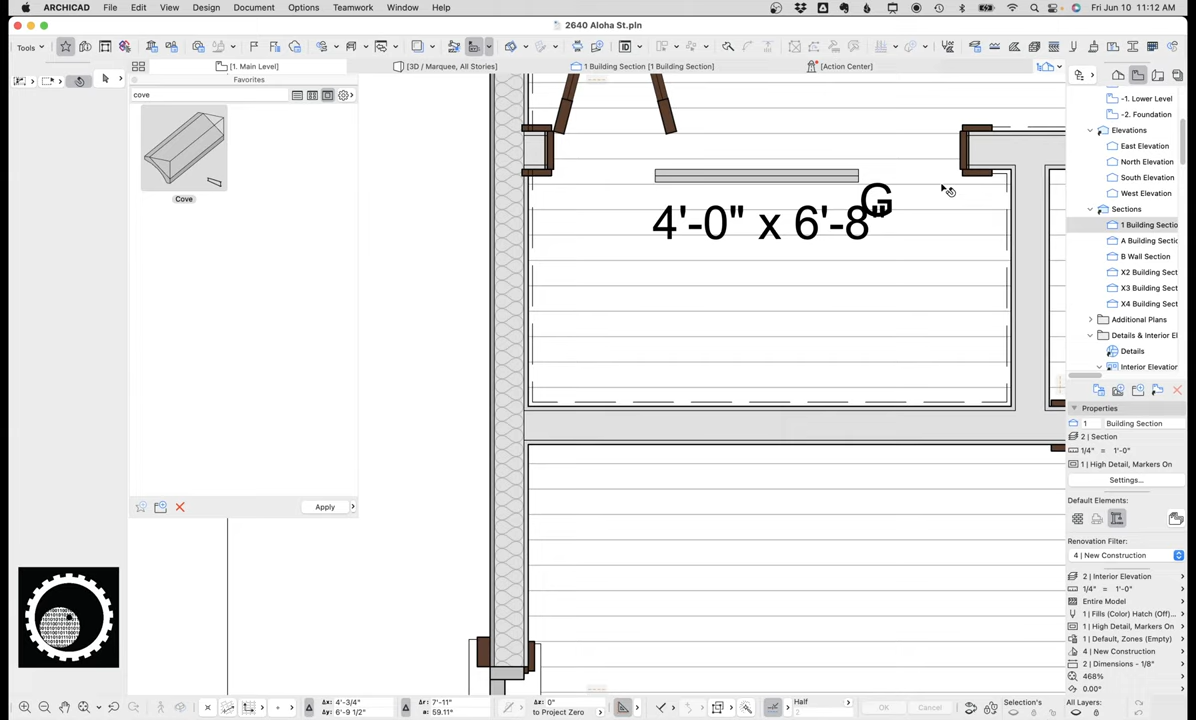 ARCHICAD File Edit View Design Document Options Teamwork Window Help Fri Jun 10 11:12 AM
2640 Aloha St.pln
Tools
[1. Main Level] [3D / Marquee, All Stories] 1 Building Section [1 Building Section] [Action Center]
Favorites
cove
Cove
Apply
4'-0" x 6'-8"
G
-1. Lower Level
-2. Foundation
Elevations
East Elevation
North Elevation
South Elevation
West Elevation
Sections
1 Building Sectio
A Building Sectio
B Wall Section
X2 Building Sect
X3 Building Sect
X4 Building Sect
Additional Plans
Details & Interior El
Details
Interior Elevation
Properties
1 Building Section
2 | Section
1/4" = 1'-0"
1 | High Detail, Markers On
Settings...
Default Elements:
Renovation Filter:
4 | New Construction
2 | Interior Elevation
1/4" = 1'-0"
Entire Model
1 | Fills (Color) Hatch (Off)...
1 | High Detail, Markers On
1 | Default, Zones (Empty)
4 | New Construction
2 | Dimensions - 1/8"
468%
0.00°
Δx: 4'-3/4" Δr: 7'-11" Δz: 0" Half OK Cancel Selection's All Layers:
Δy: 6'-9 1/2" a: 59.11° to Project Zero 2